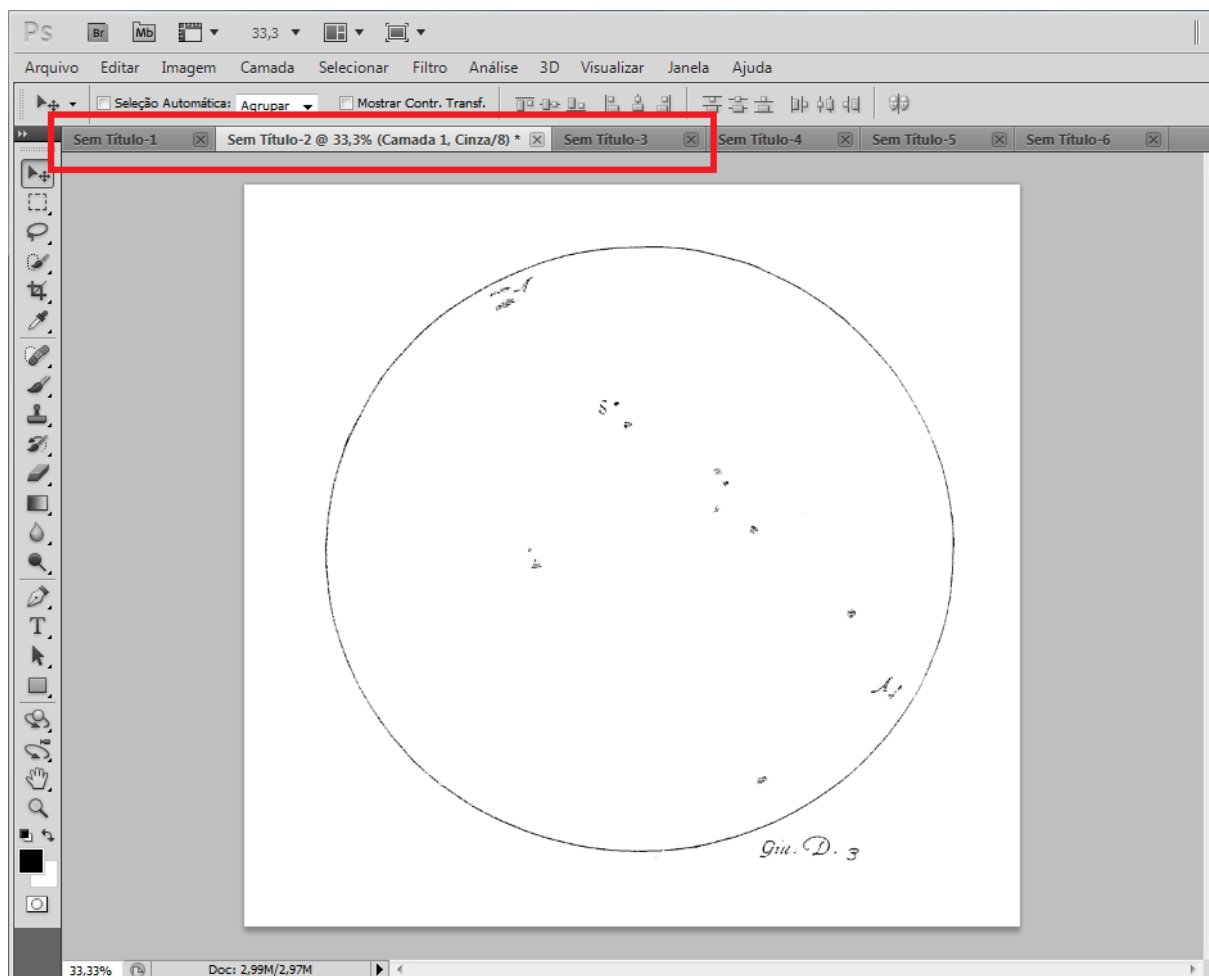 Ps Br Mb 33,3
Arquivo Editar Imagem Camada Selecionar Filtro Análise 3D Visualizar Janela Ajuda
Seleção Automática: Agrupar Mostrar Contr. Transf.
Sem Título-1 Sem Título-2 @ 33,3% (Camada 1, Cinza/8) * Sem Título-3 Sem Título-4 Sem Título-5 Sem Título-6
A
S
A
Giu. D. 3
T
33,33% Doc: 2,99M/2,97M